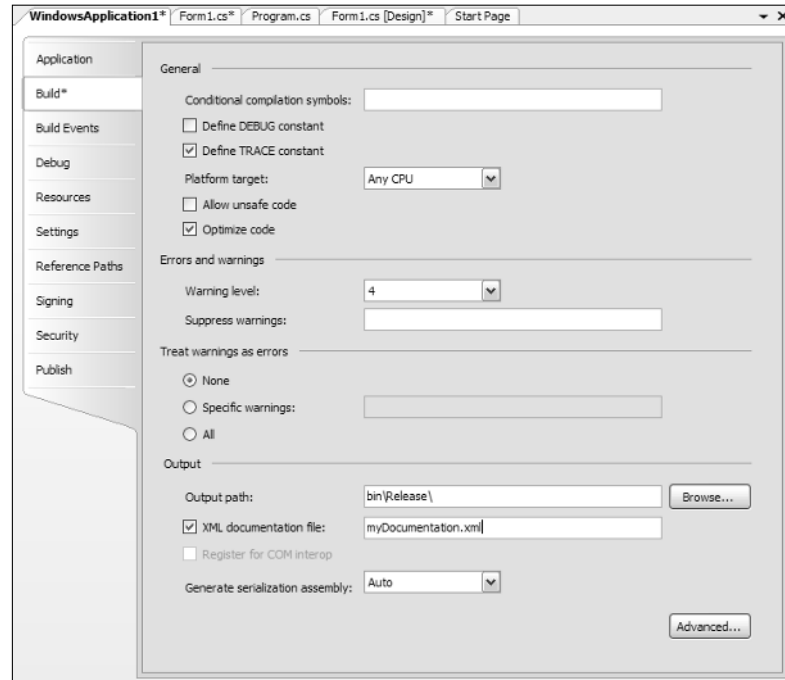 WindowsApplication1* Form1.cs* Program.cs Form1.cs [Design]* Start Page
Application
Build*
Build Events
Debug
Resources
Settings
Reference Paths
Signing
Security
Publish
General
Conditional compilation symbols:
Define DEBUG constant
Define TRACE constant
Platform target: Any CPU
Allow unsafe code
Optimize code
Errors and warnings
Warning level: 4
Suppress warnings:
Treat warnings as errors
None
Specific warnings:
All
Output
Output path: bin\Release\ Browse...
XML documentation file: myDocumentation.xml
Register for COM interop
Generate serialization assembly: Auto
Advanced...